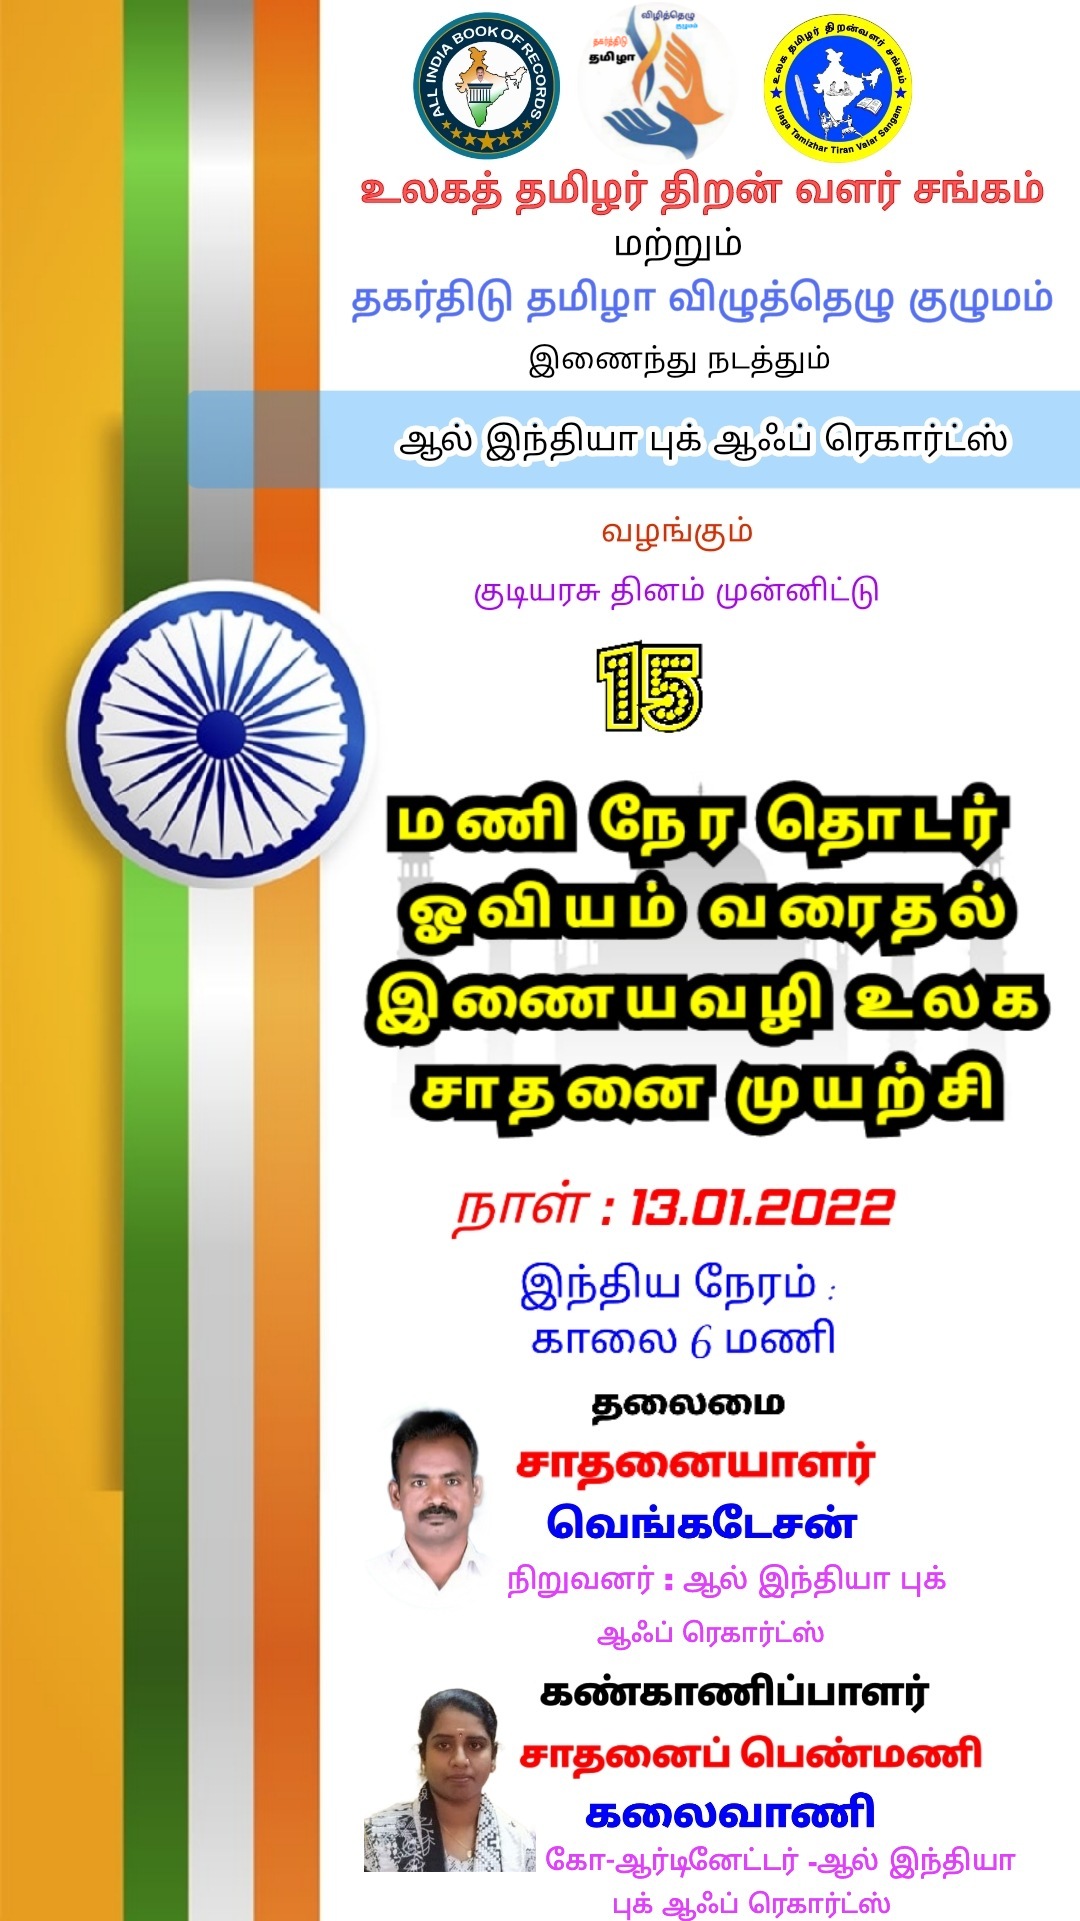 ALL INDIA BOOK OF RECORDS
விழித்தெழு
குழுமம்
தகர்த்திடு
தமிழா
உலக தமிழர் திறன்வளர் சங்கம்
Ulaga Tamizhar Tiran Valar Sangam
உலகத் தமிழர் திறன் வளர் சங்கம்
மற்றும்
தகர்திடு தமிழா விழுத்தெழு குழுமம்
இணைந்து நடத்தும்
ஆல் இந்தியா புக் ஆஃப் ரெகார்ட்ஸ்
வழங்கும்
குடியரசு தினம் முன்னிட்டு
15
மணி நேர தொடர்
ஓவியம் வரைதல்
இணையவழி உலக
சாதனை முயற்சி
நாள் : 13.01.2022
இந்திய நேரம் :
காலை 6 மணி
தலைமை
சாதனையாளர்
வெங்கடேசன்
நிறுவனர் : ஆல் இந்தியா புக்
ஆஃப் ரெகார்ட்ஸ்
கண்காணிப்பாளர்
சாதனைப் பெண்மணி
கலைவாணி
கோ-ஆர்டினேட்டர் -ஆல் இந்தியா
புக் ஆஃப் ரெகார்ட்ஸ்